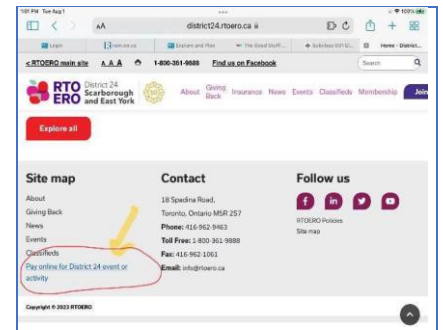 1:01 PM Tue Aug 1
100%
AA
district24.rtoero.ca
Login
Explore and Plan
The Good Stuff...
Home - District...
< RTOERO main site A A A 1-800-361-9888 Find us on Facebook
Search
RTO ERO
District 24
Scarborough
and East York
About Giving Back Insurance News Events Classifieds Membership Join
Explore all
Site map
About
Giving Back
News
Events
Classifieds
Pay online for District 24 event or
activity
Contact
18 Spadina Road,
Toronto, Ontario M5R 2S7
Phone: 416-962-9463
Toll Free: 1-800-361-9888
Fax: 416-962-1061
Email: info@rtoero.ca
Follow us
RTOERO Policies
Site map
Copyright © 2023 RTOERO